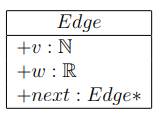 Edge
+v : ℕ
+w : ℝ
+next : Edge*